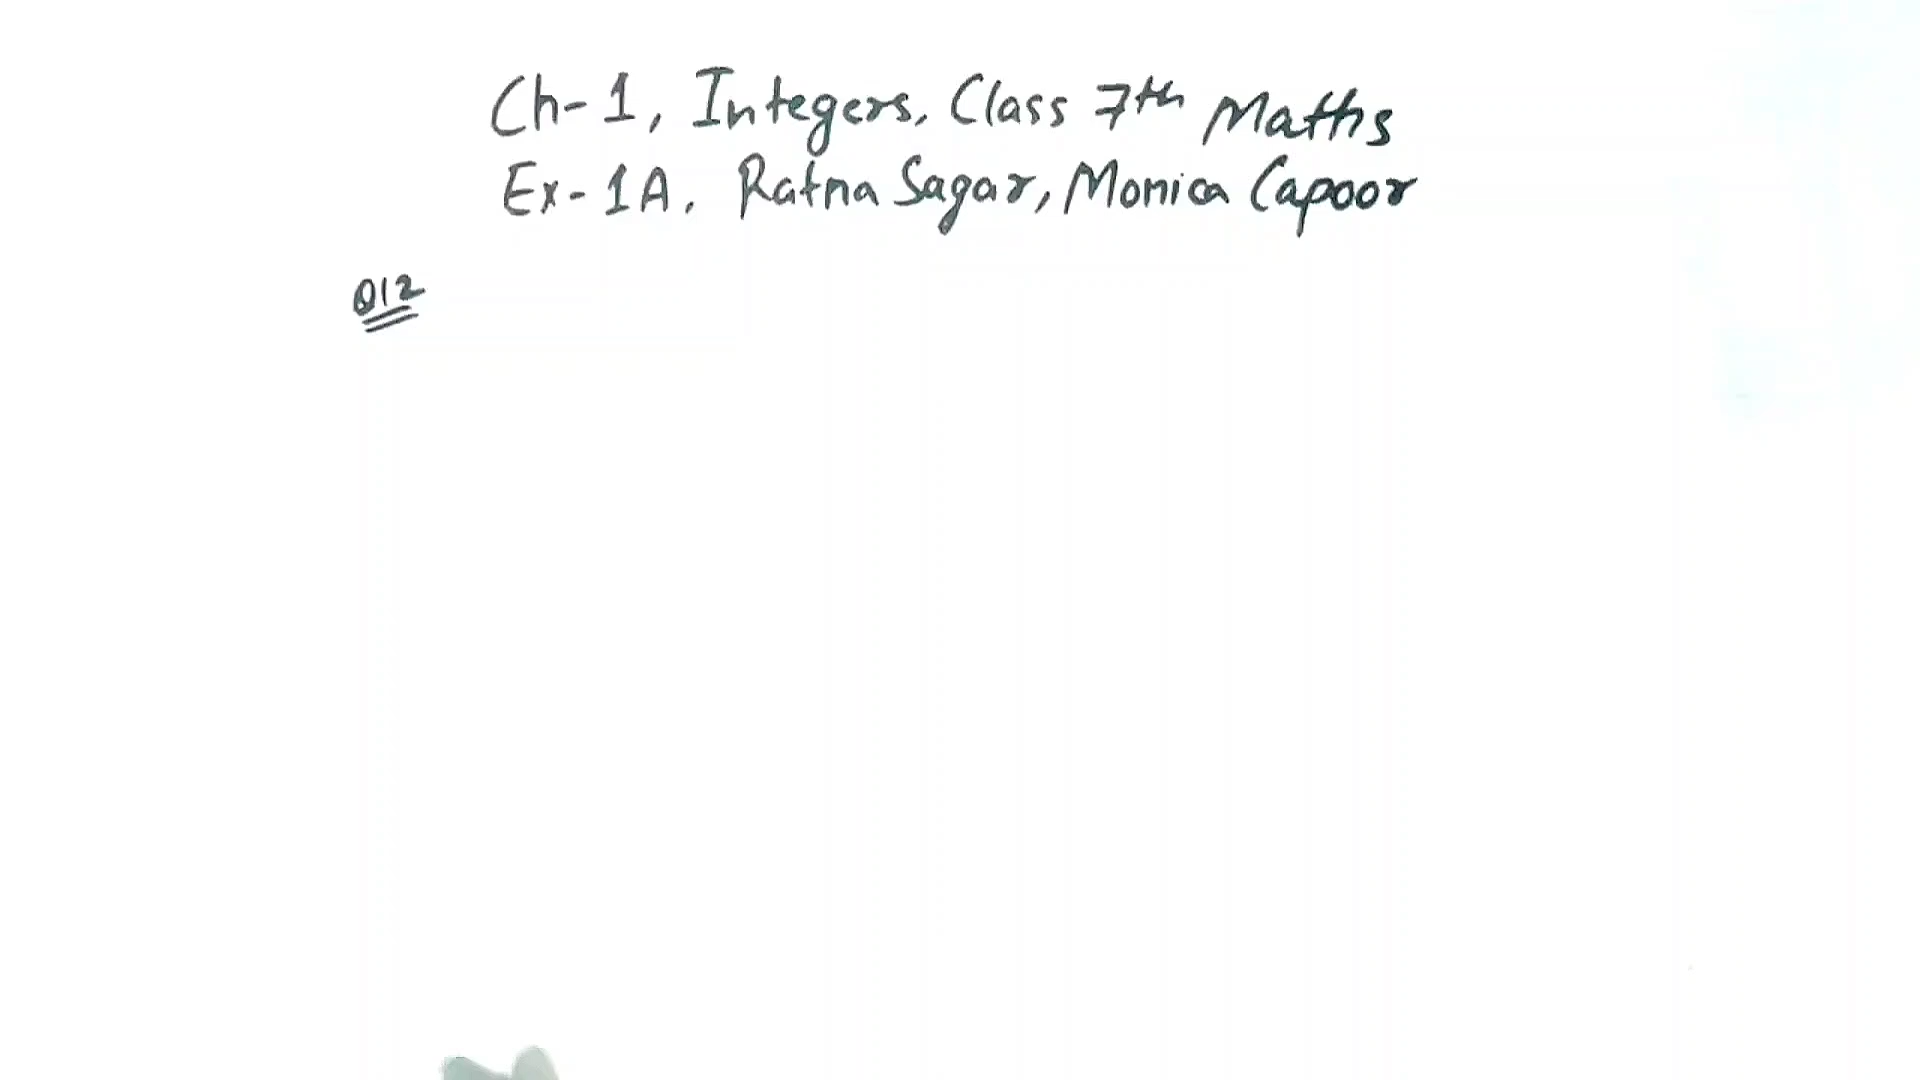 Ch-1, Integers, Class 7th Maths
Ex-1A, Ratna Sagar, Monica Capoor
Q12